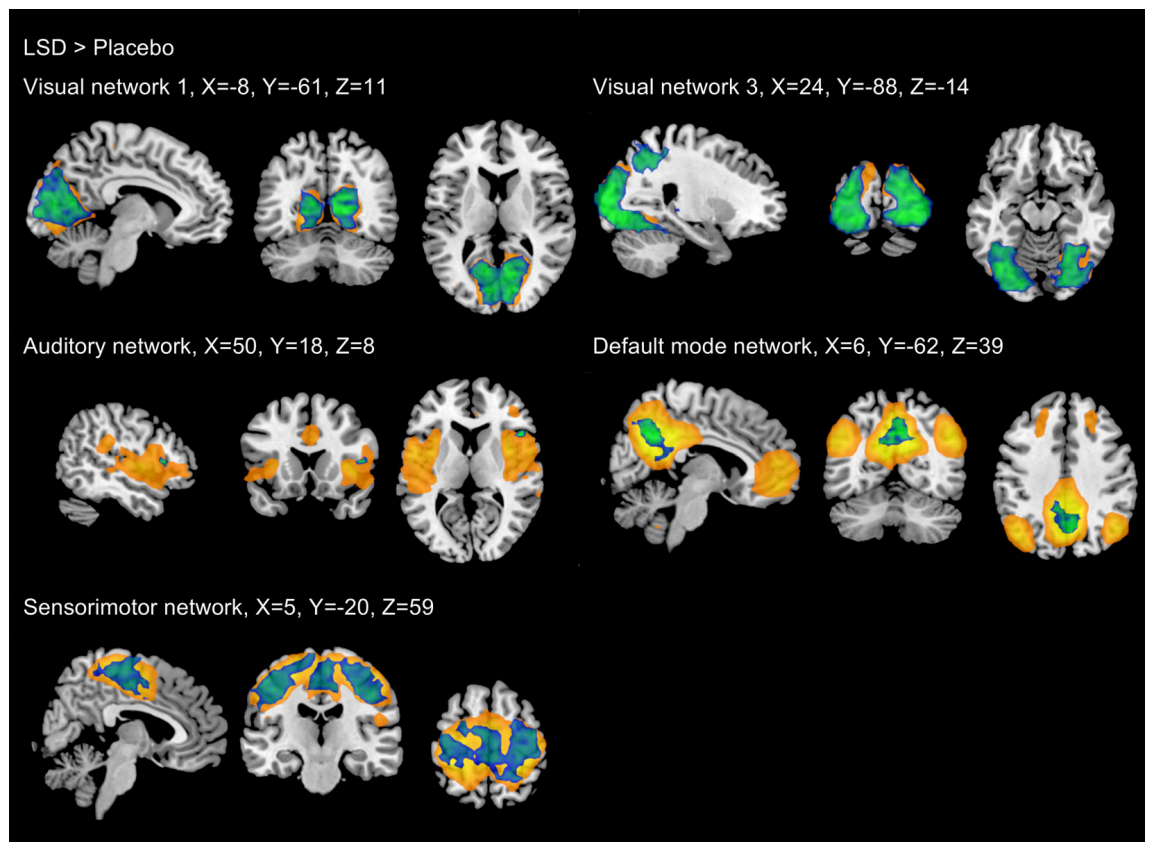 LSD > Placebo
Visual network 1, X=-8, Y=-61, Z=11
Visual network 3, X=24, Y=-88, Z=-14
Auditory network, X=50, Y=18, Z=8
Default mode network, X=6, Y=-62, Z=39
Sensorimotor network, X=5, Y=-20, Z=59